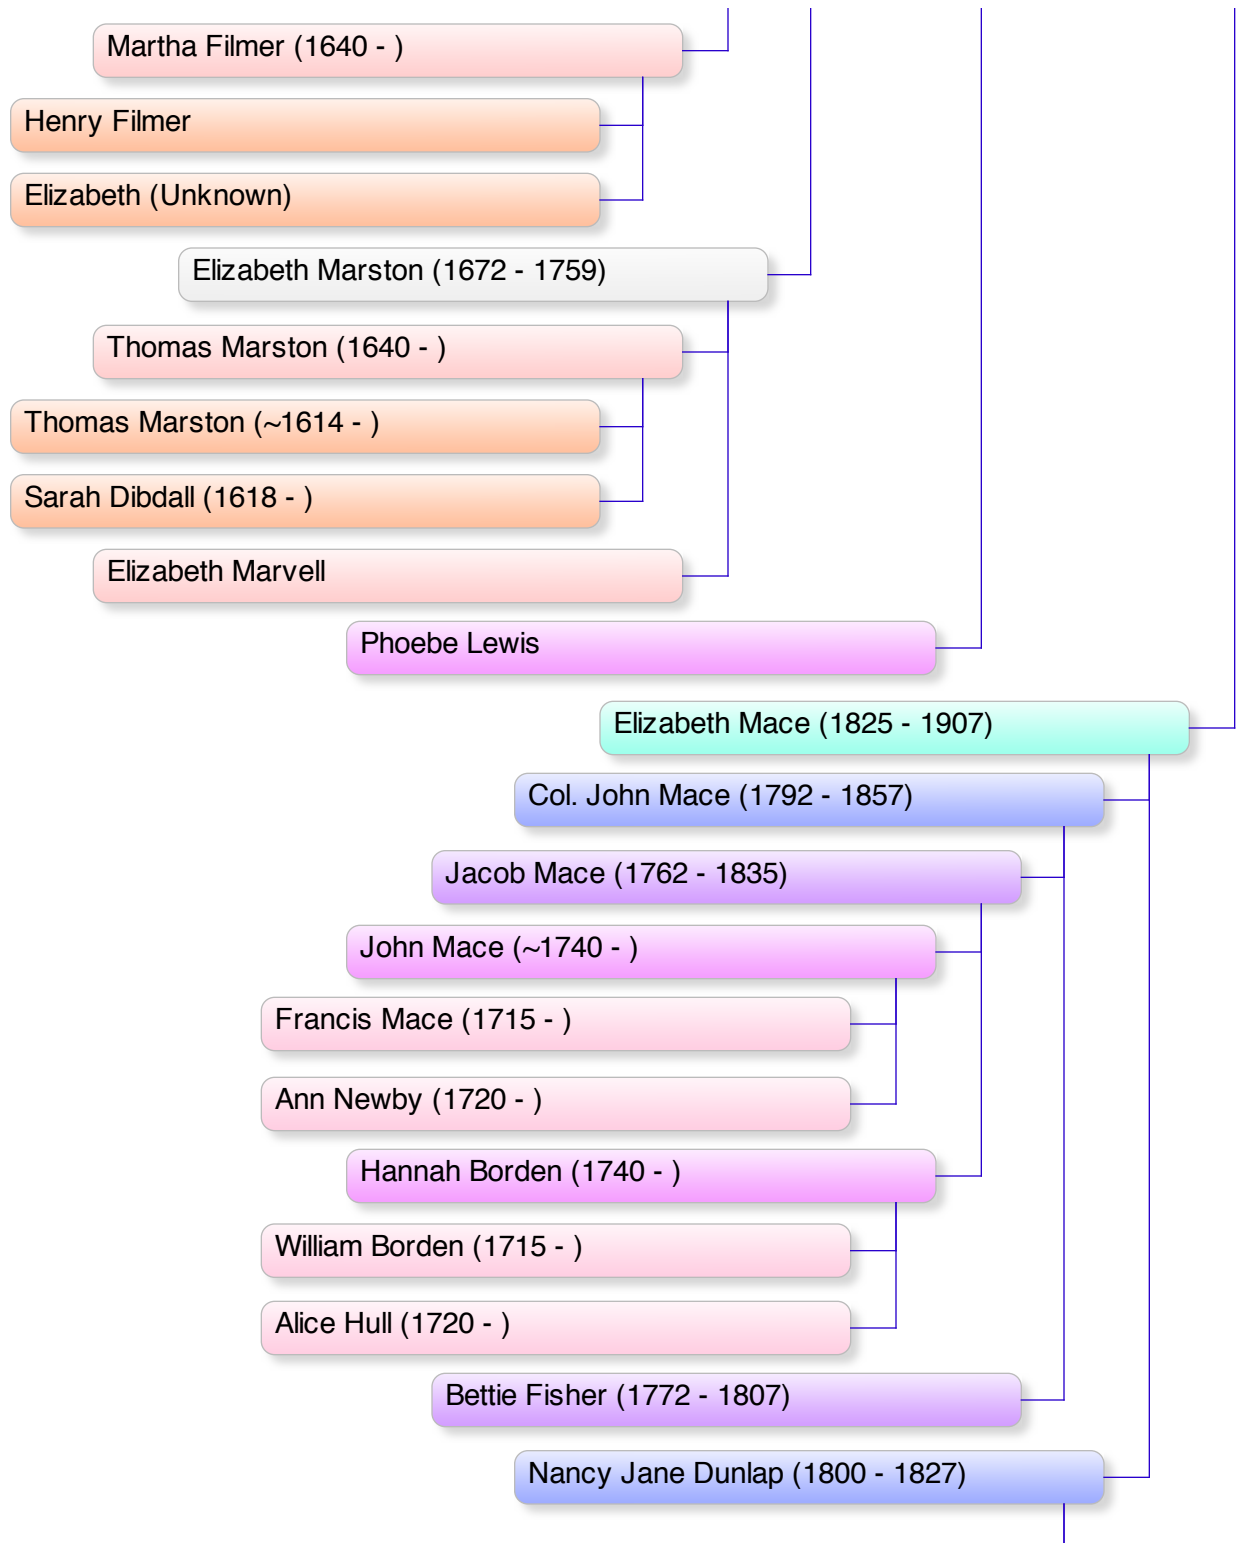 Martha Filmer (1640 - )
Henry Filmer
Elizabeth (Unknown)
Elizabeth Marston (1672 - 1759)
Thomas Marston (1640 - )
Thomas Marston (~1614 - )
Sarah Dibdall (1618 - )
Elizabeth Marvell
Phoebe Lewis
Elizabeth Mace (1825 - 1907)
Col. John Mace (1792 - 1857)
Jacob Mace (1762 - 1835)
John Mace (~1740 - )
Francis Mace (1715 - )
Ann Newby (1720 - )
Hannah Borden (1740 - )
William Borden (1715 - )
Alice Hull (1720 - )
Bettie Fisher (1772 - 1807)
Nancy Jane Dunlap (1800 - 1827)